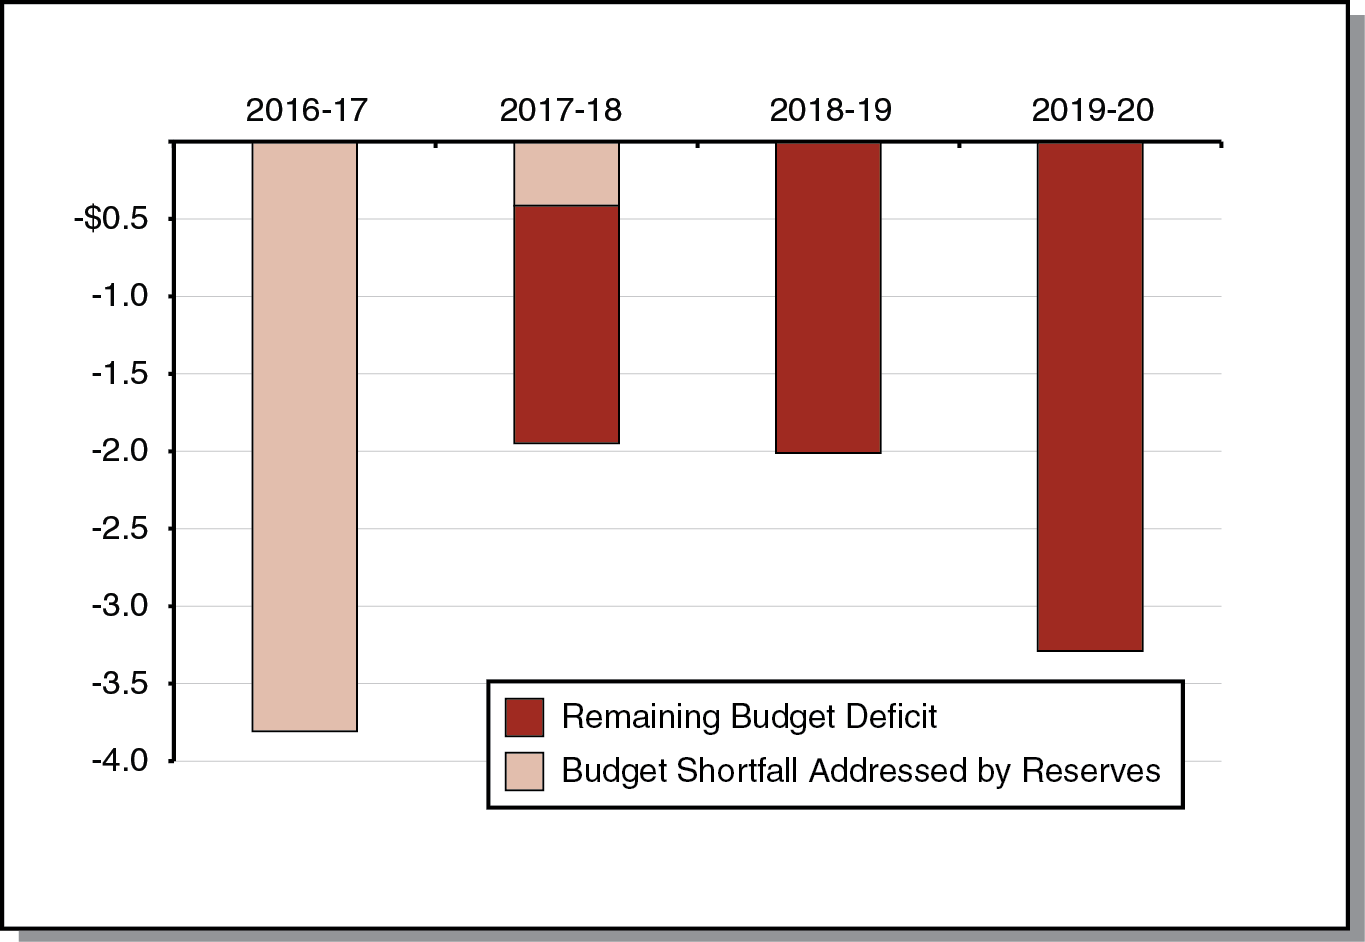 2016-17 2017-18 2018-19 2019-20
-$0.5
-1.0
-1.5
-2.0
-2.5
-3.0
-3.5
-4.0
Remaining Budget Deficit
Budget Shortfall Addressed by Reserves